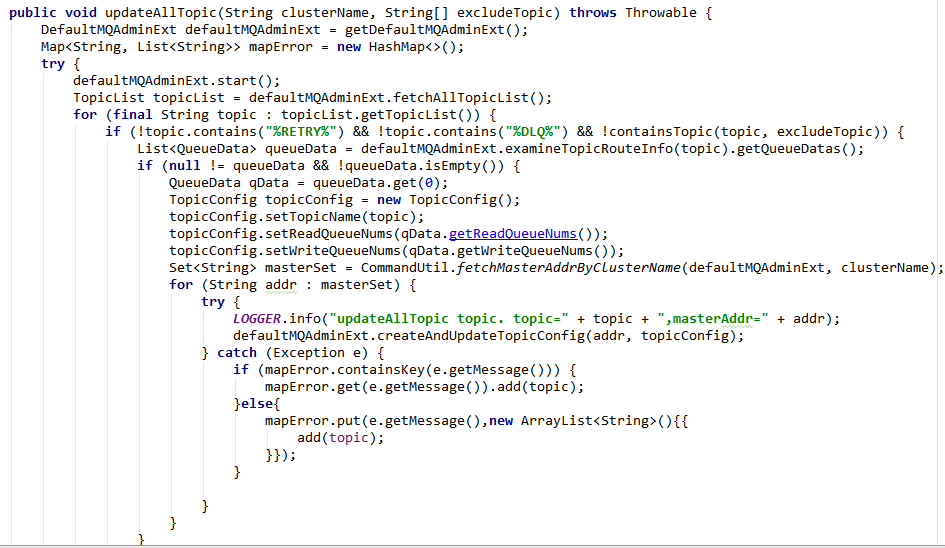 public void updateAllTopic(String clusterName, String[] excludeTopic) throws Throwable {
    DefaultMQAdminExt defaultMQAdminExt = getDefaultMQAdminExt();
    Map<String, List<String>> mapError = new HashMap<>();
    try {
        defaultMQAdminExt.start();
        TopicList topicList = defaultMQAdminExt.fetchAllTopicList();
        for (final String topic : topicList.getTopicList()) {
            if (!topic.contains("%RETRY%") && !topic.contains("%DLQ%") && !containsTopic(topic, excludeTopic)) {
                List<QueueData> queueData = defaultMQAdminExt.examineTopicRouteInfo(topic).getQueueDatas();
                if (null != queueData && !queueData.isEmpty()) {
                    QueueData qData = queueData.get(0);
                    TopicConfig topicConfig = new TopicConfig();
                    topicConfig.setTopicName(topic);
                    topicConfig.setReadQueueNums(qData.getReadQueueNums());
                    topicConfig.setWriteQueueNums(qData.getWriteQueueNums());
                    Set<String> masterSet = CommandUtil.fetchMasterAddrByClusterName(defaultMQAdminExt, clusterName);
                    for (String addr : masterSet) {
                        try {
                            LOGGER.info("updateAllTopic topic. topic=" + topic + ",masterAddr=" + addr);
                            defaultMQAdminExt.createAndUpdateTopicConfig(addr, topicConfig);
                        } catch (Exception e) {
                            if (mapError.containsKey(e.getMessage())) {
                                mapError.get(e.getMessage()).add(topic);
                            }else{
                                mapError.put(e.getMessage(),new ArrayList<String>(){{
                                    add(topic);
                                }});
                            }
                        }
                    }
                }